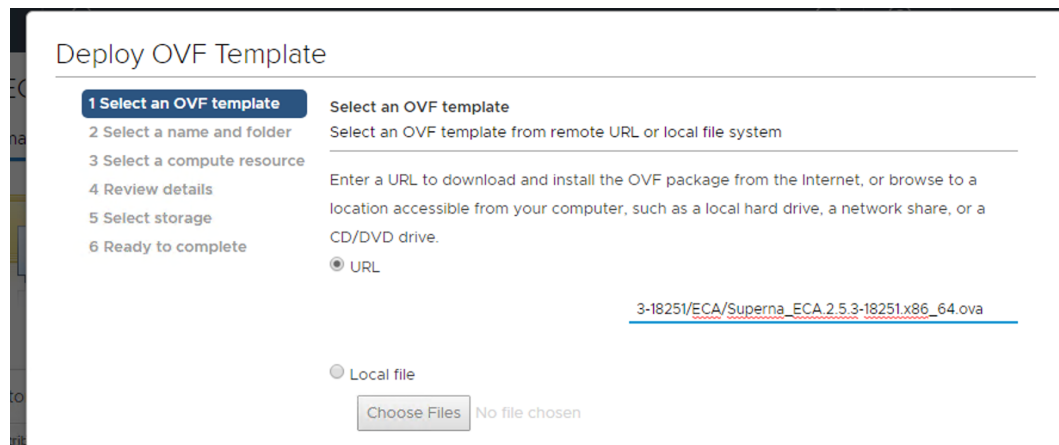 Deploy OVF Template
1 Select an OVF template
2 Select a name and folder
3 Select a compute resource
4 Review details
5 Select storage
6 Ready to complete
Select an OVF template
Select an OVF template from remote URL or local file system
Enter a URL to download and install the OVF package from the Internet, or browse to a
location accessible from your computer, such as a local hard drive, a network share, or a
CD/DVD drive.
URL
3-18251/ECA/Superna_ECA.2.5.3-18251.x86_64.ova
Local file
Choose Files No file chosen